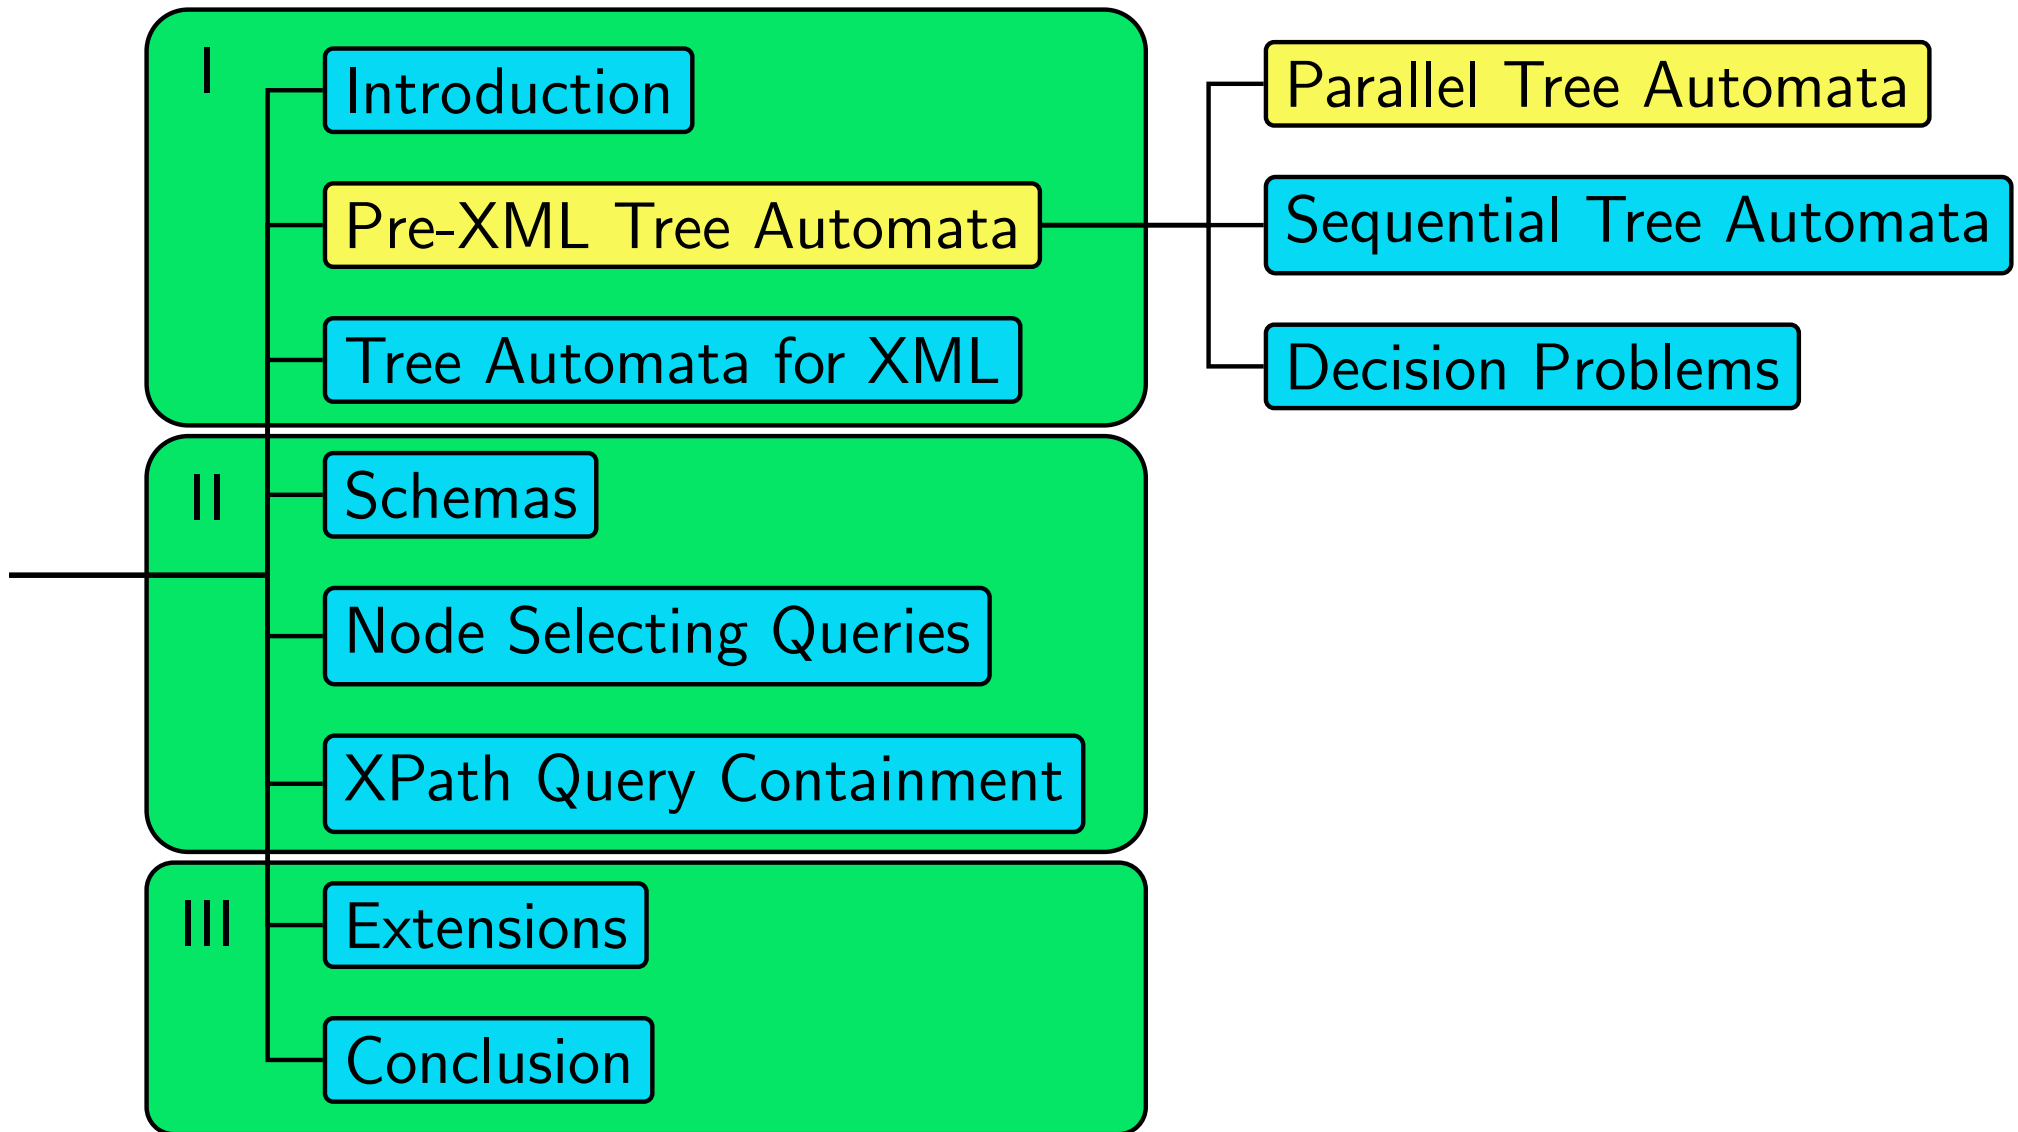 I
Introduction
Pre-XML Tree Automata
Tree Automata for XML
Parallel Tree Automata
Sequential Tree Automata
Decision Problems
II
Schemas
Node Selecting Queries
XPath Query Containment
III
Extensions
Conclusion